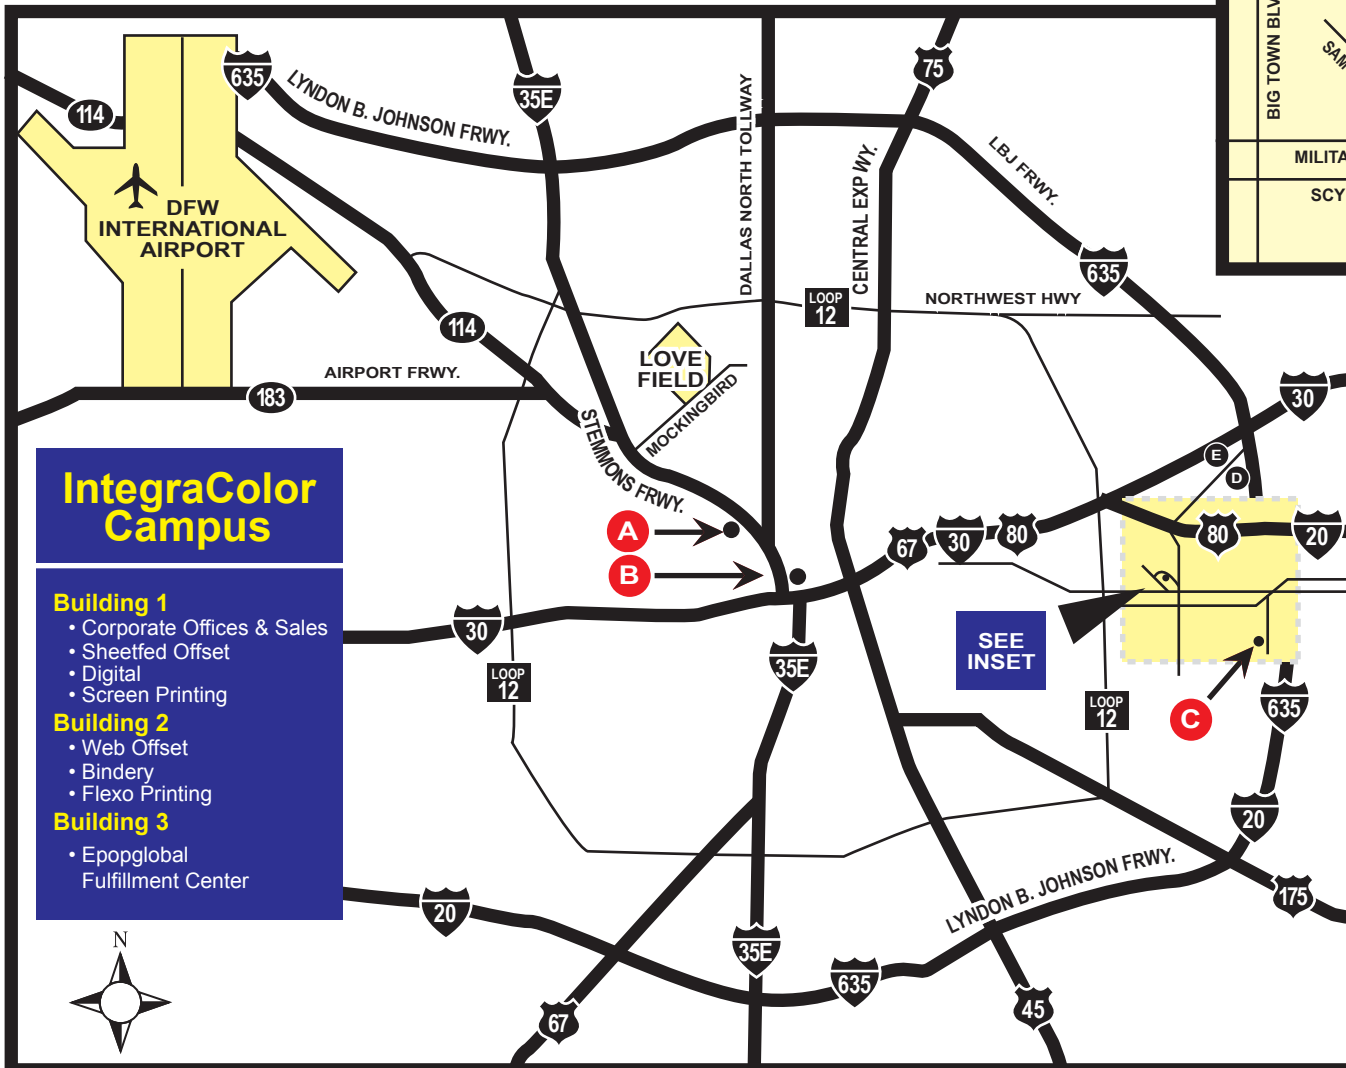 635
LYNDON B. JOHNSON FRWY.
35E
DALLAS NORTH TOLLWAY
75
CENTRAL EXP WY.
LBJ FRWY.
BIG TOWN BLV
SAM
MILITA
SCY
114
DFW
INTERNATIONAL
AIRPORT
635
LOOP
12
NORTHWEST HWY
114
LOVE
FIELD
MOCKINGBIRD
AIRPORT FRWY.
183
30
STEMMONS FRWY.
E
D
IntegraColor
Campus
A
B
67
30
80
80
20
Building 1
• Corporate Offices & Sales
• Sheetfed Offset
• Digital
• Screen Printing
Building 2
• Web Offset
• Bindery
• Flexo Printing
Building 3
• Epopglobal
Fulfillment Center
30
SEE
INSET
35E
LOOP
12
LOOP
12
C
635
20
LYNDON B. JOHNSON FRWY.
175
20
N
35E
635
67
45